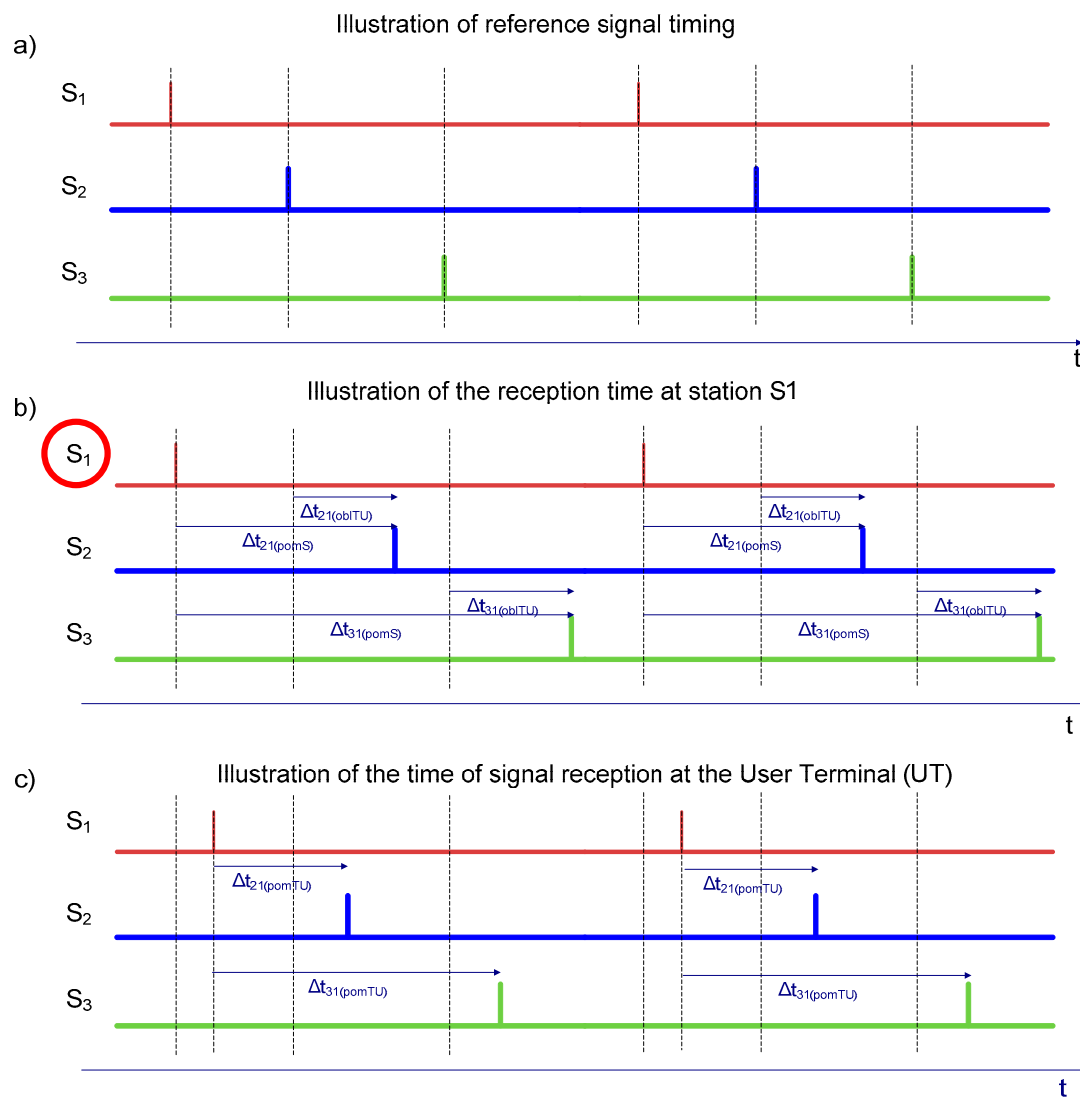 Illustration of reference signal timing
a)
S1
S2
S3
t
Illustration of the reception time at station S1
b)
S1
Δt21(oblTU) Δt21(oblTU)
Δt21(pomS) Δt21(pomS)
S2
Δt31(oblTU) Δt31(oblTU)
Δt31(pomS) Δt31(pomS)
S3
t
Illustration of the time of signal reception at the User Terminal (UT)
c)
S1
Δt21(pomTU) Δt21(pomTU)
S2
Δt31(pomTU) Δt31(pomTU)
S3
t